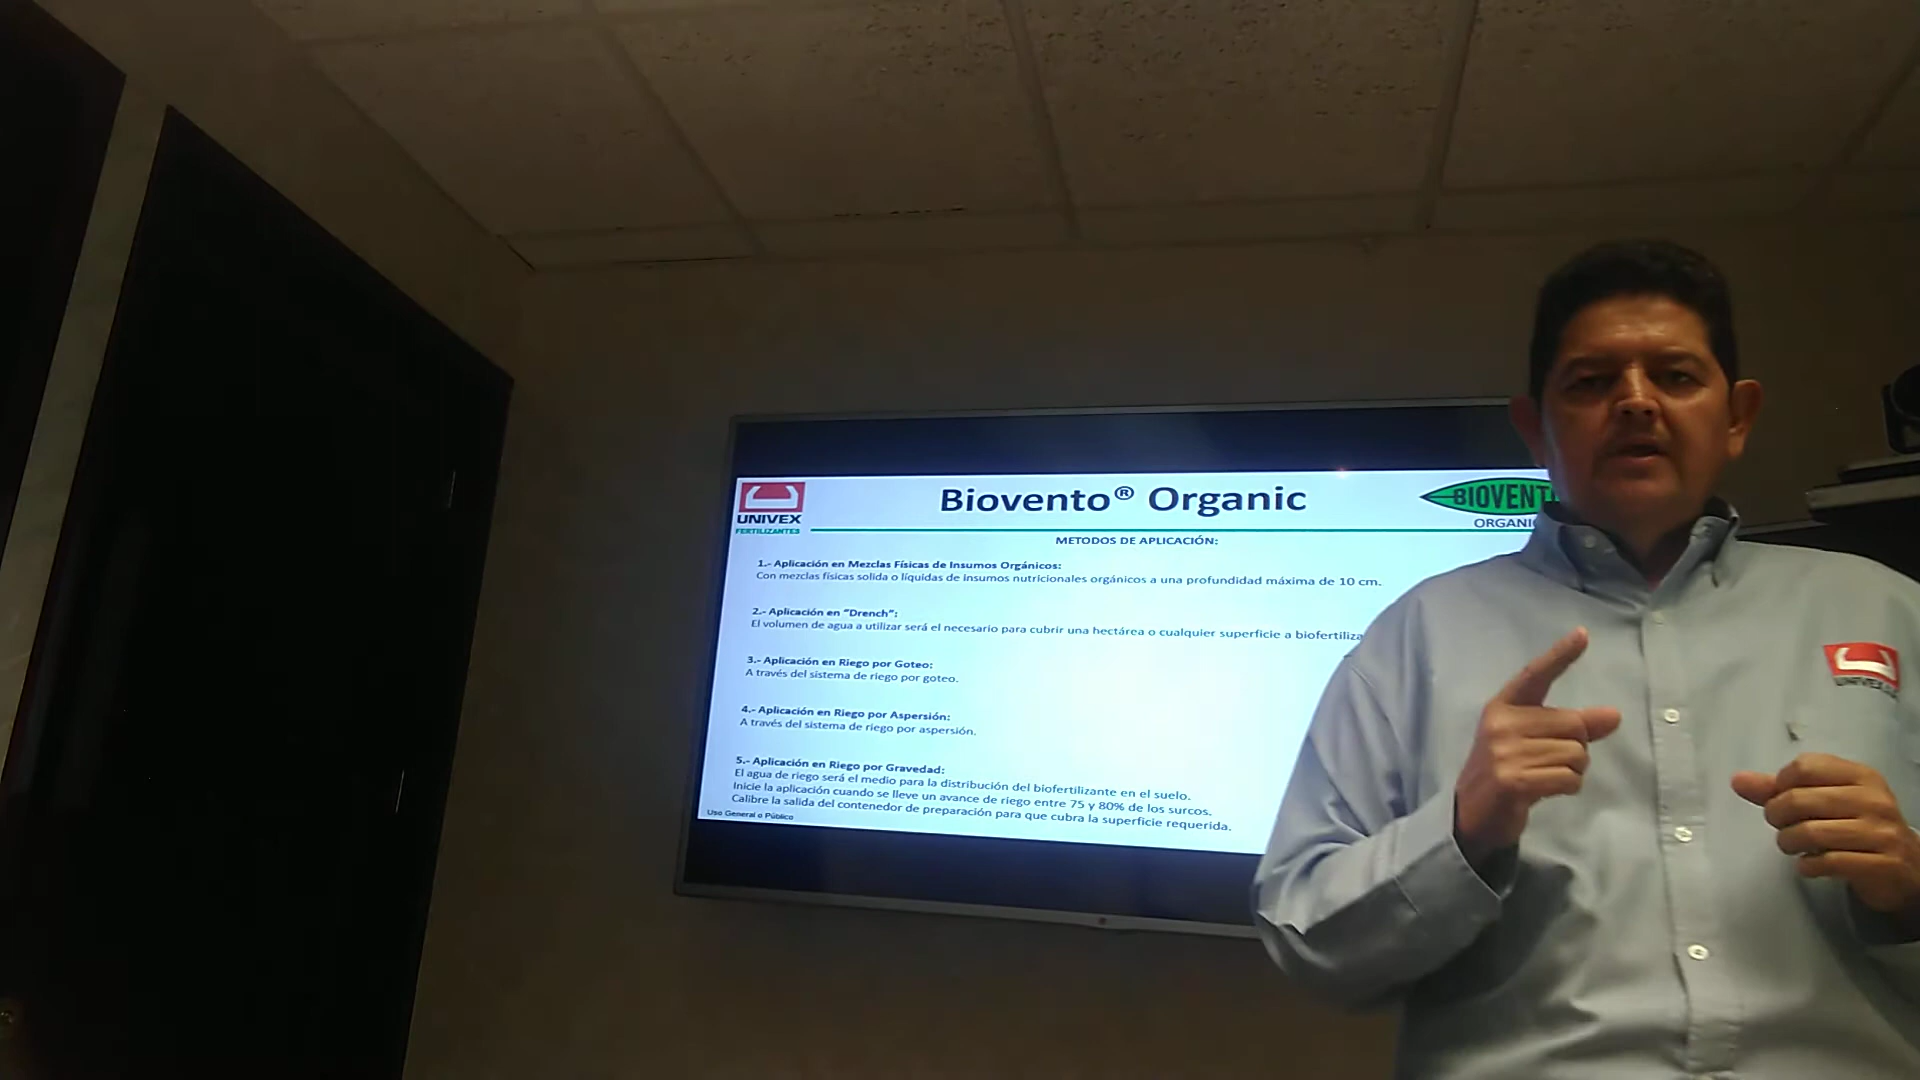 UNIVEX
FERTILIZANTES
Biovento® Organic
BIOVENT
ORGANIC
METODOS DE APLICACIÓN:
1.- Aplicación en Mezclas Físicas de Insumos Orgánicos:
Con mezclas físicas solida o líquidas de insumos nutricionales orgánicos a una profundidad máxima de 10 cm.
2.- Aplicación en “Drench”:
El volumen de agua a utilizar será el necesario para cubrir una hectárea o cualquier superficie a biofertiliza
3.- Aplicación en Riego por Goteo:
A través del sistema de riego por goteo.
4.- Aplicación en Riego por Aspersión:
A través del sistema de riego por aspersión.
5.- Aplicación en Riego por Gravedad:
El agua de riego será el medio para la distribución del biofertilizante en el suelo.
Inicie la aplicación cuando se lleve un avance de riego entre 75 y 80% de los surcos.
Calibre la salida del contenedor de preparación para que cubra la superficie requerida.
Uso General o Público
UNIVEX